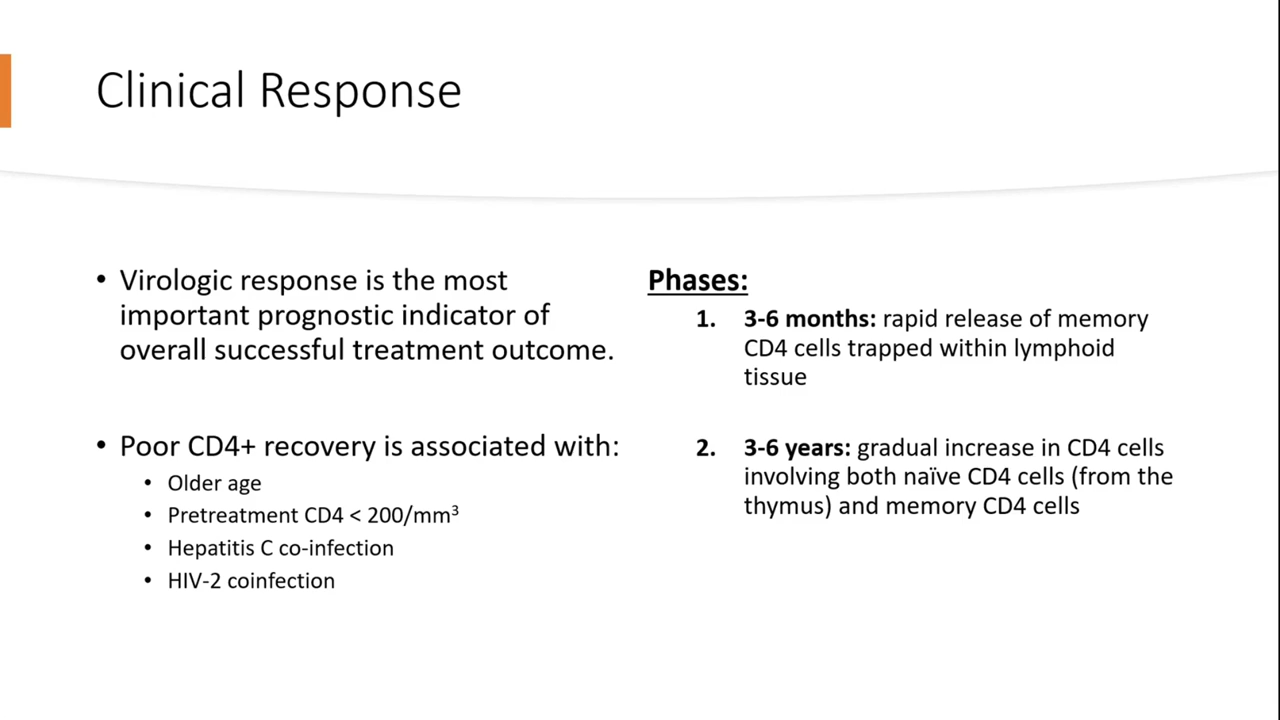 Clinical Response
• Virologic response is the most
important prognostic indicator of
overall successful treatment outcome.
• Poor CD4+ recovery is associated with:
• Older age
• Pretreatment CD4 < 200/mm³
• Hepatitis C co-infection
• HIV-2 coinfection
Phases:
1. 3-6 months: rapid release of memory
CD4 cells trapped within lymphoid
tissue
2. 3-6 years: gradual increase in CD4 cells
involving both naïve CD4 cells (from the
thymus) and memory CD4 cells